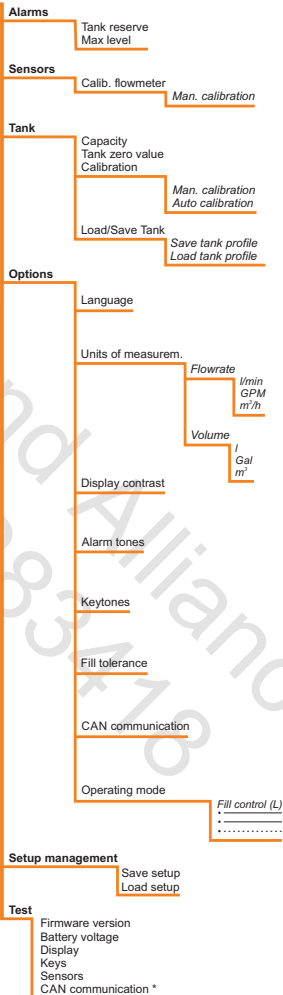 Alarms
Tank reserve
Max level
Sensors
Calib. flowmeter
Man. calibration
Tank
Capacity
Tank zero value
Calibration
Man. calibration
Auto calibration
Load/Save Tank
Save tank profile
Load tank profile
Options
Language
Units of measurem.
Flowrate
l/min
GPM
m³/h
Volume
l
Gal
m³
Display contrast
Alarm tones
Keytones
Fill tolerance
CAN communication
Operating mode
Fill control (L)
Setup management
Save setup
Load setup
Test
Firmware version
Battery voltage
Display
Keys
Sensors
CAN communication *
nd Allianc
83418